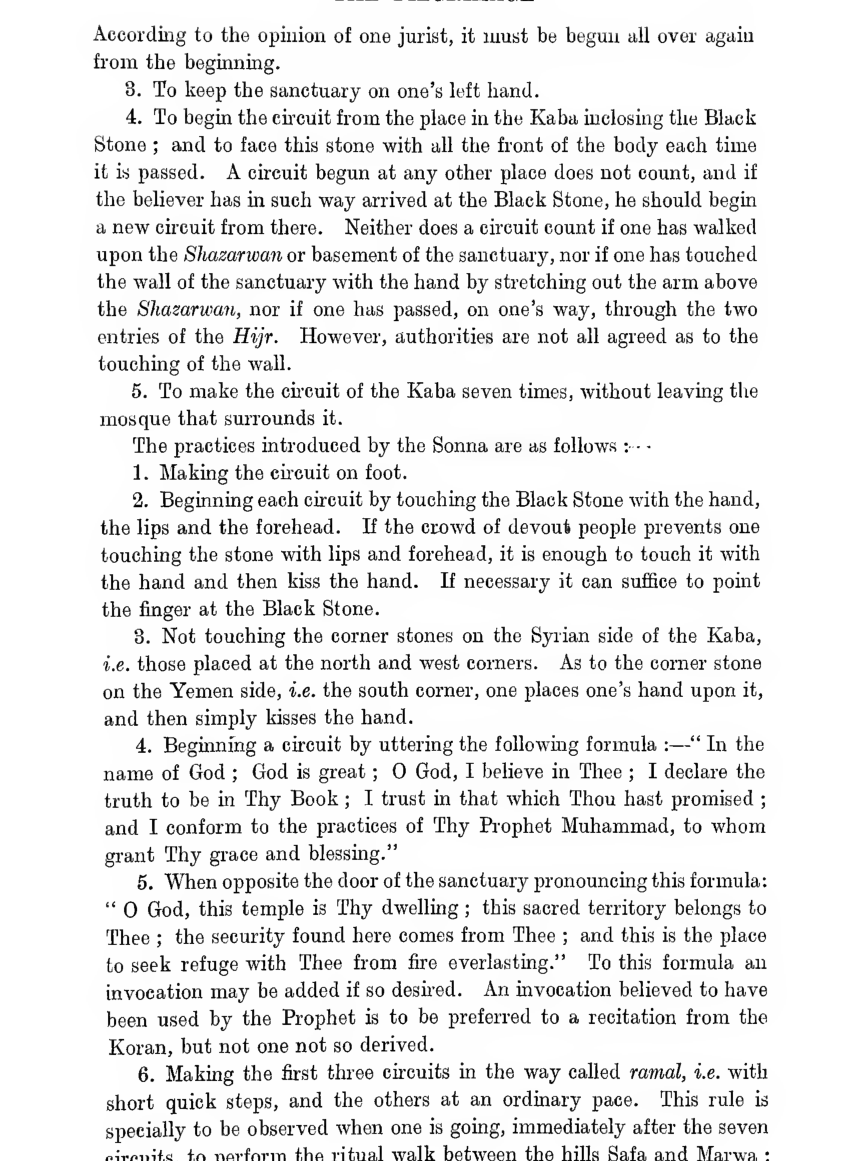 According to the opinion of one jurist, it must be begun all over again
from the beginning.
3. To keep the sanctuary on one's left hand.
4. To begin the circuit from the place in the Kaba inclosing the Black
Stone ; and to face this stone with all the front of the body each time
it is passed. A circuit begun at any other place does not count, and if
the believer has in such way arrived at the Black Stone, he should begin
a new circuit from there. Neither does a circuit count if one has walked
upon the Shazarwan or basement of the sanctuary, nor if one has touched
the wall of the sanctuary with the hand by stretching out the arm above
the Shazarwan, nor if one has passed, on one's way, through the two
entries of the Hijr. However, authorities are not all agreed as to the
touching of the wall.
5. To make the circuit of the Kaba seven times, without leaving the
mosque that surrounds it.
The practices introduced by the Sonna are as follows :--
1. Making the circuit on foot.
2. Beginning each circuit by touching the Black Stone with the hand,
the lips and the forehead. If the crowd of devout people prevents one
touching the stone with lips and forehead, it is enough to touch it with
the hand and then kiss the hand. If necessary it can suffice to point
the finger at the Black Stone.
3. Not touching the corner stones on the Syrian side of the Kaba,
i.e. those placed at the north and west corners. As to the corner stone
on the Yemen side, i.e. the south corner, one places one's hand upon it,
and then simply kisses the hand.
4. Beginning a circuit by uttering the following formula :—“ In the
name of God ; God is great ; O God, I believe in Thee ; I declare the
truth to be in Thy Book ; I trust in that which Thou hast promised ;
and I conform to the practices of Thy Prophet Muhammad, to whom
grant Thy grace and blessing.”
5. When opposite the door of the sanctuary pronouncing this formula:
“ O God, this temple is Thy dwelling ; this sacred territory belongs to
Thee ; the security found here comes from Thee ; and this is the place
to seek refuge with Thee from fire everlasting.” To this formula an
invocation may be added if so desired. An invocation believed to have
been used by the Prophet is to be preferred to a recitation from the
Koran, but not one not so derived.
6. Making the first three circuits in the way called ramal, i.e. with
short quick steps, and the others at an ordinary pace. This rule is
specially to be observed when one is going, immediately after the seven
circuits, to perform the ritual walk between the hills Safa and Marwa ;